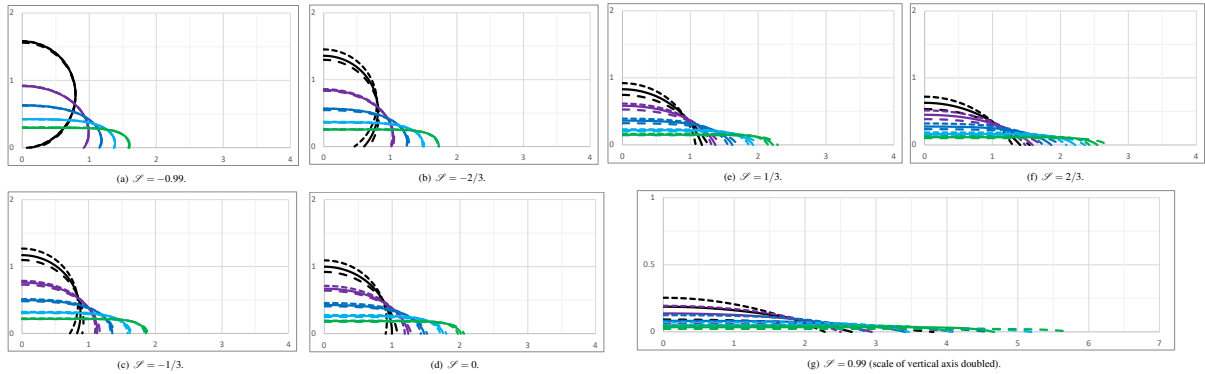 2
1
0
0 1 2 3 4
(a) 𝒮 = −0.99.
2
1
0
0 1 2 3 4
(b) 𝒮 = −2/3.
2
1
0
0 1 2 3 4
(e) 𝒮 = 1/3.
2
1
0
0 1 2 3 4
(f) 𝒮 = 2/3.
2
1
0
0 1 2 3 4
(c) 𝒮 = −1/3.
2
1
0
0 1 2 3 4
(d) 𝒮 = 0.
1
0.5
0
0 1 2 3 4 5 6 7
(g) 𝒮 = 0.99 (scale of vertical axis doubled).